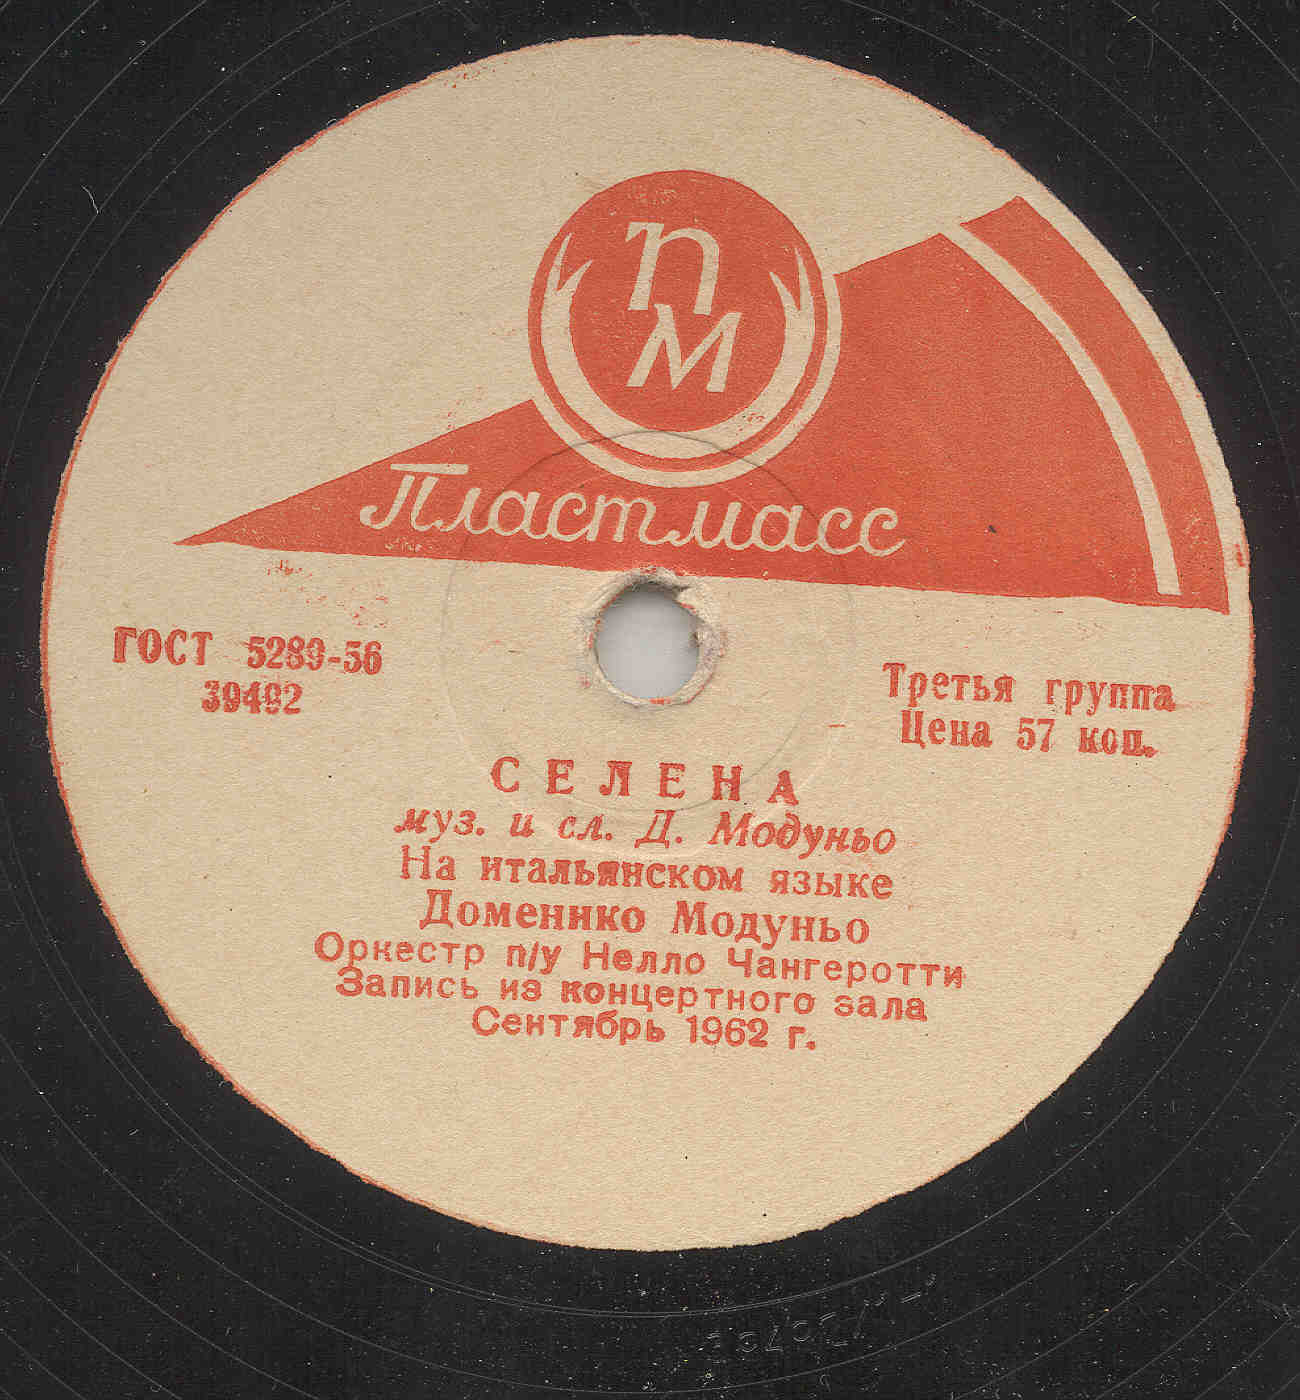 ПМ
Пластмасс
ГОСТ 5289-56
39492
Третья группа
Цена 57 коп.
СЕЛЕНА
муз. и сл. Д. Модуньо
На итальянском языке
Доменико Модуньо
Оркестр п/у Нелло Чангеротти
Запись из концертного зала
Сентябрь 1962 г.